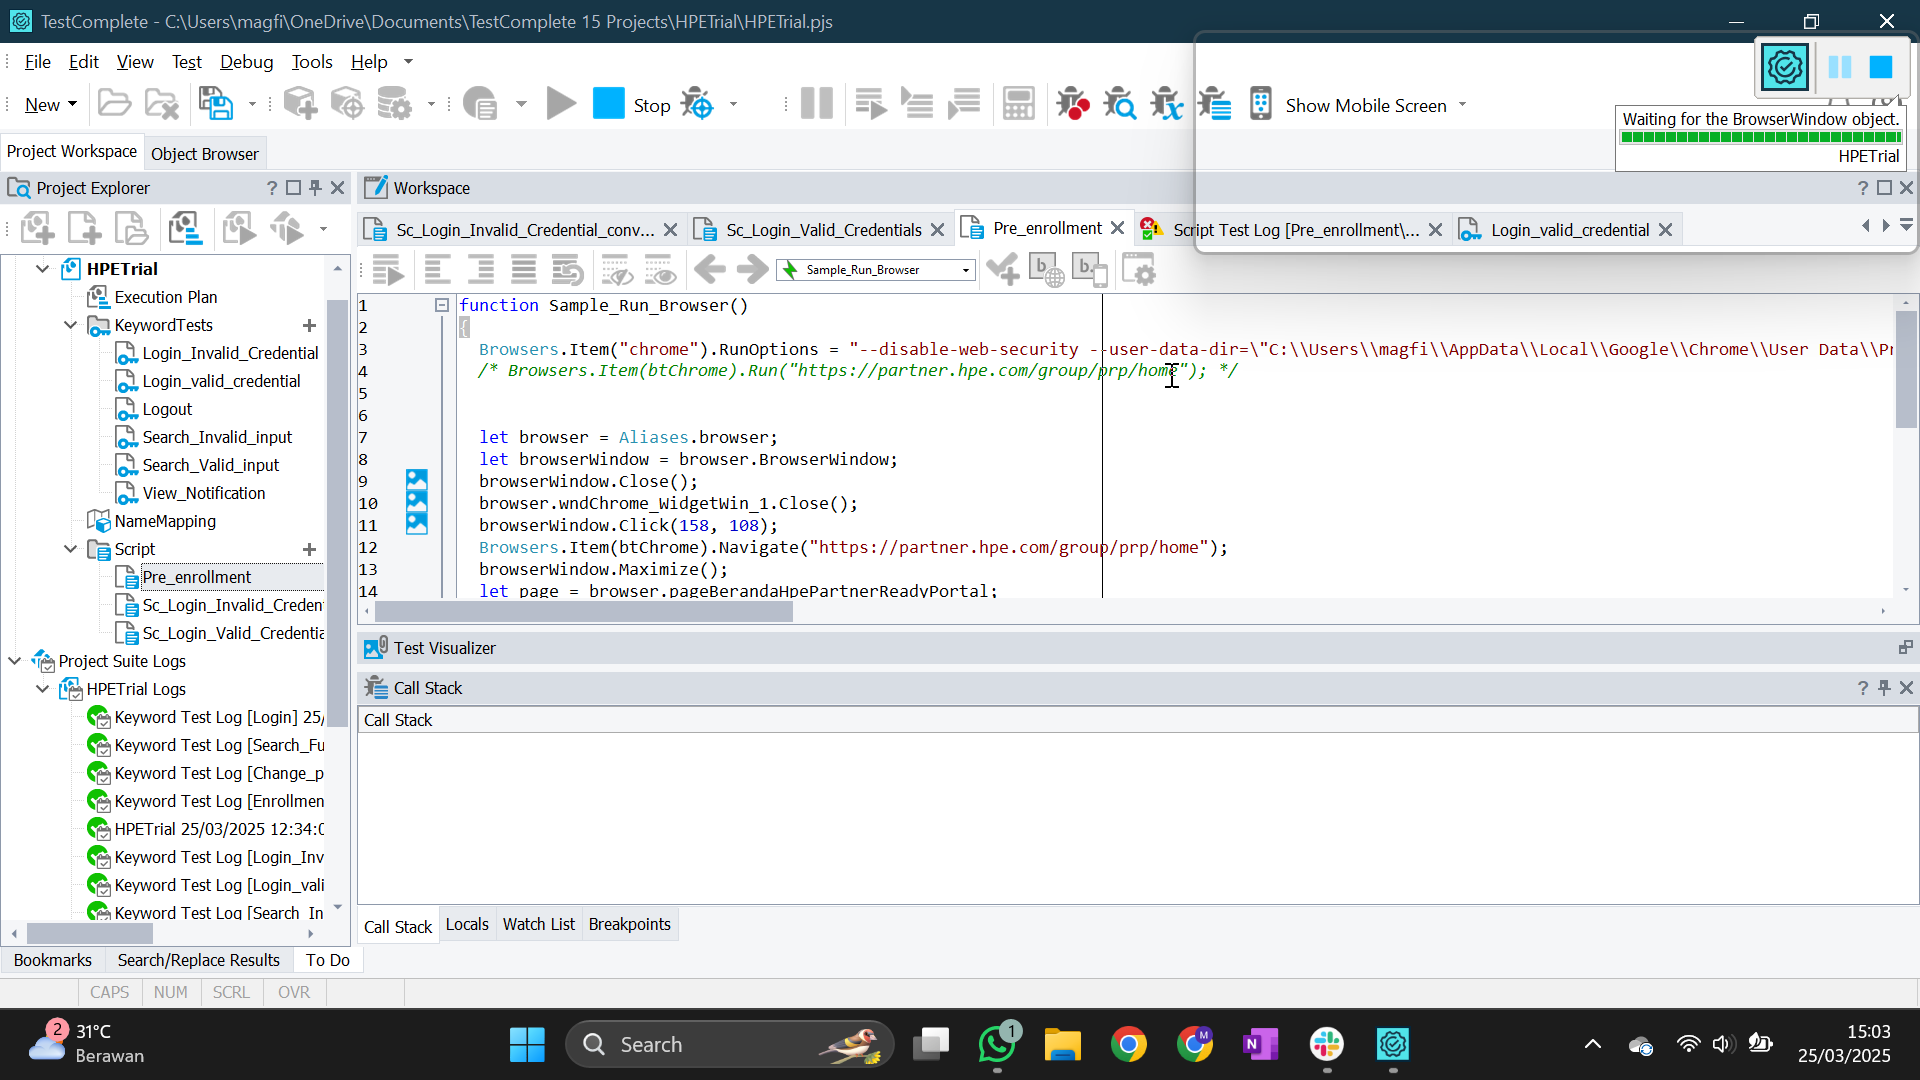 TestComplete - C:\Users\magfi\OneDrive\Documents\TestComplete 15 Projects\HPETrial\HPETrial.pjs
File Edit View Test Debug Tools Help
New Stop Show Mobile Screen
Waiting for the BrowserWindow object.
HPETrial
Project Workspace Object Browser
Project Explorer
Workspace
Sc_Login_Invalid_Credential_conv... Sc_Login_Valid_Credentials Pre_enrollment Script Test Log [Pre_enrollment\... Login_valid_credential
Sample_Run_Browser
HPETrial
Execution Plan
KeywordTests
Login_Invalid_Credential
Login_valid_credential
Logout
Search_Invalid_input
Search_Valid_input
View_Notification
NameMapping
Script
Pre_enrollment
Sc_Login_Invalid_Creden
Sc_Login_Valid_Credentia
Project Suite Logs
HPETrial Logs
Keyword Test Log [Login] 25/
Keyword Test Log [Search_Fu
Keyword Test Log [Change_p
Keyword Test Log [Enrollmen
HPETrial 25/03/2025 12:34:0
Keyword Test Log [Login_Inv
Keyword Test Log [Login_vali
Keyword Test Log [Search_In
1 function Sample_Run_Browser()
2 {
3 Browsers.Item("chrome").RunOptions = "--disable-web-security --user-data-dir=\"C:\\Users\\magfi\\AppData\\Local\\Google\\Chrome\\User Data\\Pr
4 /* Browsers.Item(btChrome).Run("https://partner.hpe.com/group/prp/home"); */
5
6
7 let browser = Aliases.browser;
8 let browserWindow = browser.BrowserWindow;
9 browserWindow.Close();
10 browser.wndChrome_WidgetWin_1.Close();
11 browserWindow.Click(158, 108);
12 Browsers.Item(btChrome).Navigate("https://partner.hpe.com/group/prp/home");
13 browserWindow.Maximize();
14 let page = browser.pageBerandaHpePartnerReadyPortal;
Test Visualizer
Call Stack
Call Stack
Call Stack Locals Watch List Breakpoints
Bookmarks Search/Replace Results To Do
CAPS NUM SCRL OVR
2 31°C
Berawan
Search
1
M
N
15:03
25/03/2025